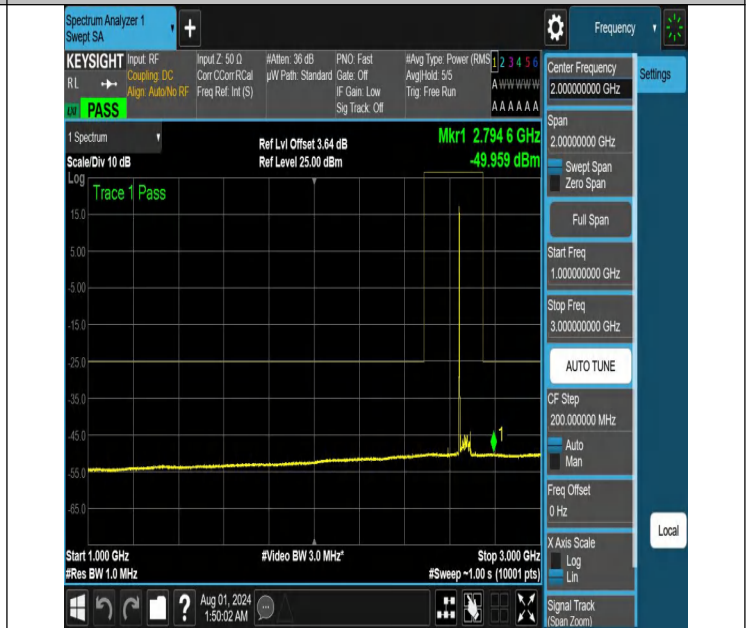 Spectrum Analyzer 1
Swept SA
+
Frequency
KEYSIGHT
RL
PASS
Input: RF
Coupling: DC
Align: Auto/No RF
Input Z: 50 Ω
Corr CCorr RCal
Freq Ref: Int (S)
#Atten: 36 dB
µW Path: Standard
PNO: Fast
Gate: Off
IF Gain: Low
Sig Track: Off
#Avg Type: Power (RMS
Avg|Hold: 5/5
Trig: Free Run
1 2 3 4 5 6
A W W W W W
A A A A A A
1 Spectrum
Scale/Div 10 dB
Ref Lvl Offset 3.64 dB
Ref Level 25.00 dBm
Mkr1 2.794 6 GHz
-49.959 dBm
Log
Trace 1 Pass
15.0
5.00
-5.00
-15.0
-25.0
-35.0
-45.0
-55.0
-65.0
1
Start 1.000 GHz
#Res BW 1.0 MHz
#Video BW 3.0 MHz*
Stop 3.000 GHz
#Sweep ~1.00 s (10001 pts)
?
Aug 01, 2024
1:50:02 AM
Center Frequency
2.000000000 GHz
Span
2.00000000 GHz
Swept Span
Zero Span
Full Span
Start Freq
1.000000000 GHz
Stop Freq
3.000000000 GHz
AUTO TUNE
CF Step
200.000000 MHz
Auto
Man
Freq Offset
0 Hz
X Axis Scale
Log
Lin
Signal Track
(Span Zoom)
Settings
Local